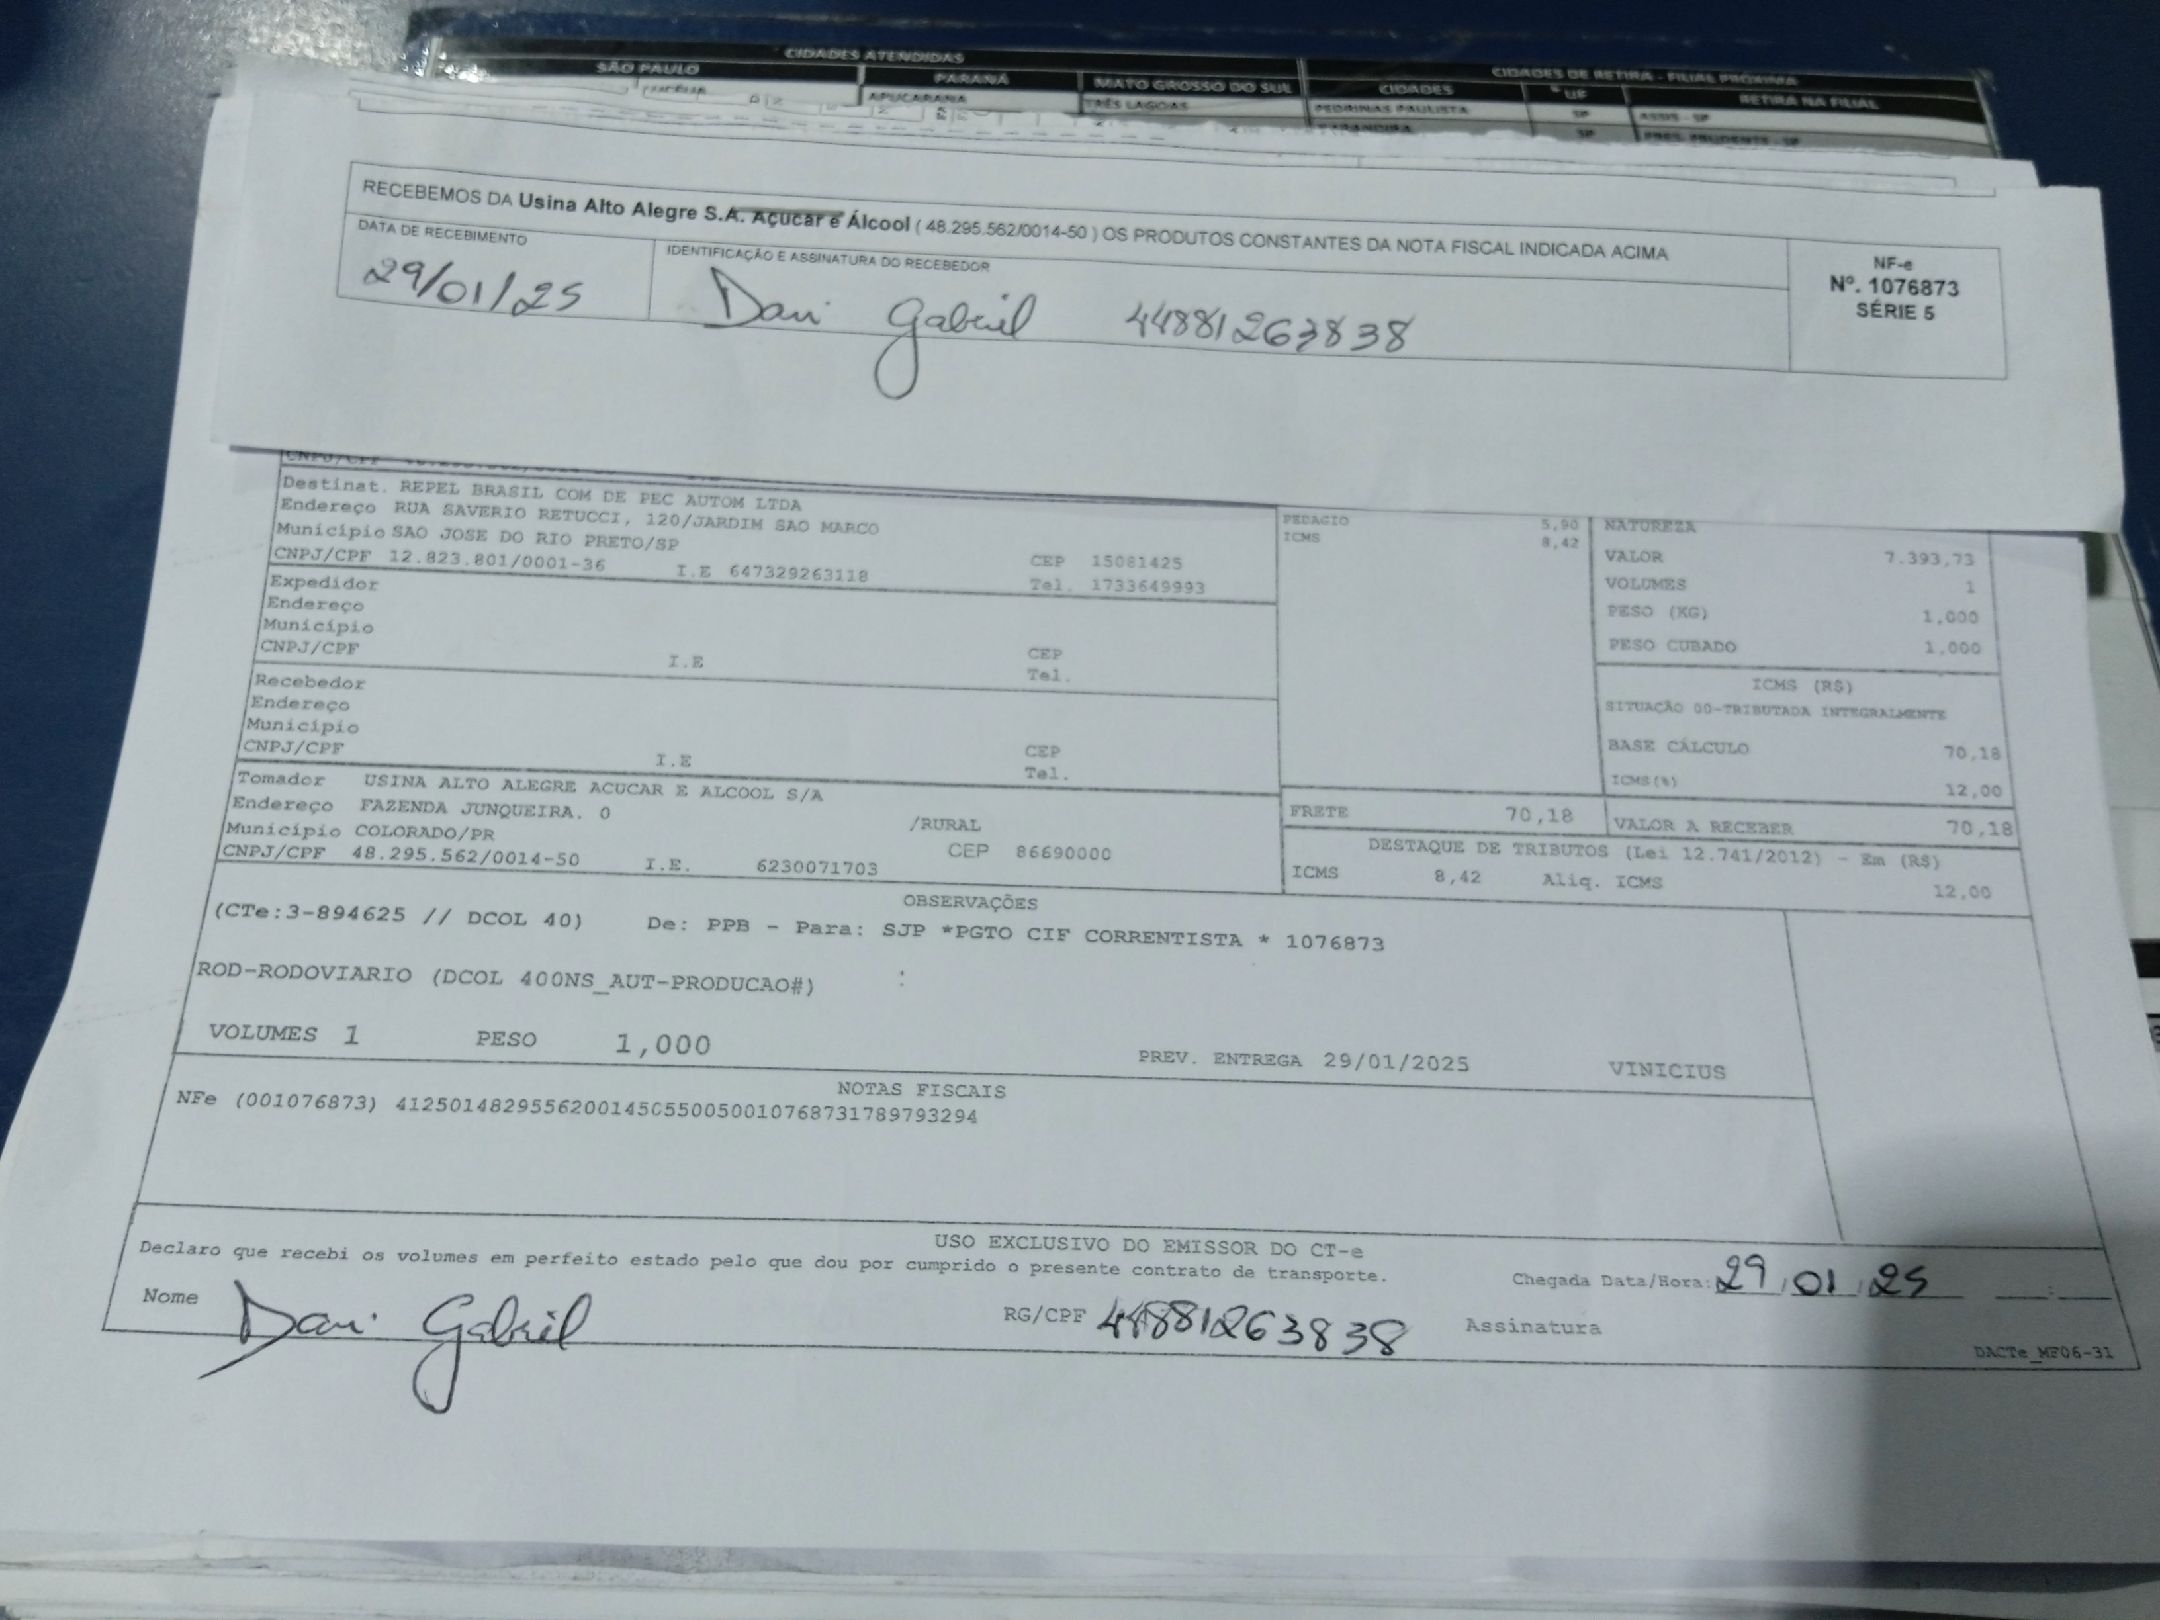 CIDADES ATENDIDAS
SÃO PAULO PARANÁ MATO GROSSO DO SUL
APUCARANA TRÊS LAGOAS
CIDADES DE RETIRA - FILIAL PRÓXIMA
CIDADES UF RETIRA NA FILIAL
PEDRINAS PAULISTA SP ASSIS - SP
SP PRES. PRUDENTE - SP
RECEBEMOS DA Usina Alto Alegre S.A. Açúcar e Álcool ( 48.295.562/0014-50 ) OS PRODUTOS CONSTANTES DA NOTA FISCAL INDICADA ACIMA
DATA DE RECEBIMENTO
29/01/25
IDENTIFICAÇÃO E ASSINATURA DO RECEBEDOR
Davi Gabriel 44881263838
NF-e
Nº. 1076873
SÉRIE 5
CNPJ/CPF
Destinat. REPEL BRASIL COM DE PEC AUTOM LTDA
Endereço RUA SAVERIO RETUCCI, 120/JARDIM SAO MARCO
Município SAO JOSE DO RIO PRETO/SP CEP 15081425
CNPJ/CPF 12.823.801/0001-36 I.E 647329263118 Tel. 1733649993
Expedidor
Endereço
Município CEP
CNPJ/CPF I.E Tel.
Recebedor
Endereço
Município CEP
CNPJ/CPF I.E Tel.
Tomador USINA ALTO ALEGRE ACUCAR E ALCOOL S/A
Endereço FAZENDA JUNQUEIRA. 0 /RURAL
Município COLORADO/PR CEP 86690000
CNPJ/CPF 48.295.562/0014-50 I.E. 6230071703
PEDAGIO 5,90
ICMS 8,42
FRETE 70,18
NATUREZA
VALOR 7.393,73
VOLUMES 1
PESO (KG) 1,000
PESO CUBADO 1,000
ICMS (R$)
SITUAÇÃO 00-TRIBUTADA INTEGRALMENTE
BASE CÁLCULO 70,18
ICMS(%) 12,00
VALOR A RECEBER 70,18
DESTAQUE DE TRIBUTOS (Lei 12.741/2012) - Em (R$)
ICMS 8,42 Aliq. ICMS 12,00
OBSERVAÇÕES
(CTe:3-894625 // DCOL 40) De: PPB - Para: SJP *PGTO CIF CORRENTISTA * 1076873
ROD-RODOVIARIO (DCOL 400NS_AUT-PRODUCAO#) :
VOLUMES 1 PESO 1,000 PREV. ENTREGA 29/01/2025 VINICIUS
NOTAS FISCAIS
NFe (001076873) 41250148295562001450550050010768731789793294
USO EXCLUSIVO DO EMISSOR DO CT-e
Declaro que recebi os volumes em perfeito estado pelo que dou por cumprido o presente contrato de transporte.
Chegada Data/Hora: 29/01/25 :
Nome Davi Gabriel RG/CPF 44881263838 Assinatura
DACTe_MF06-31